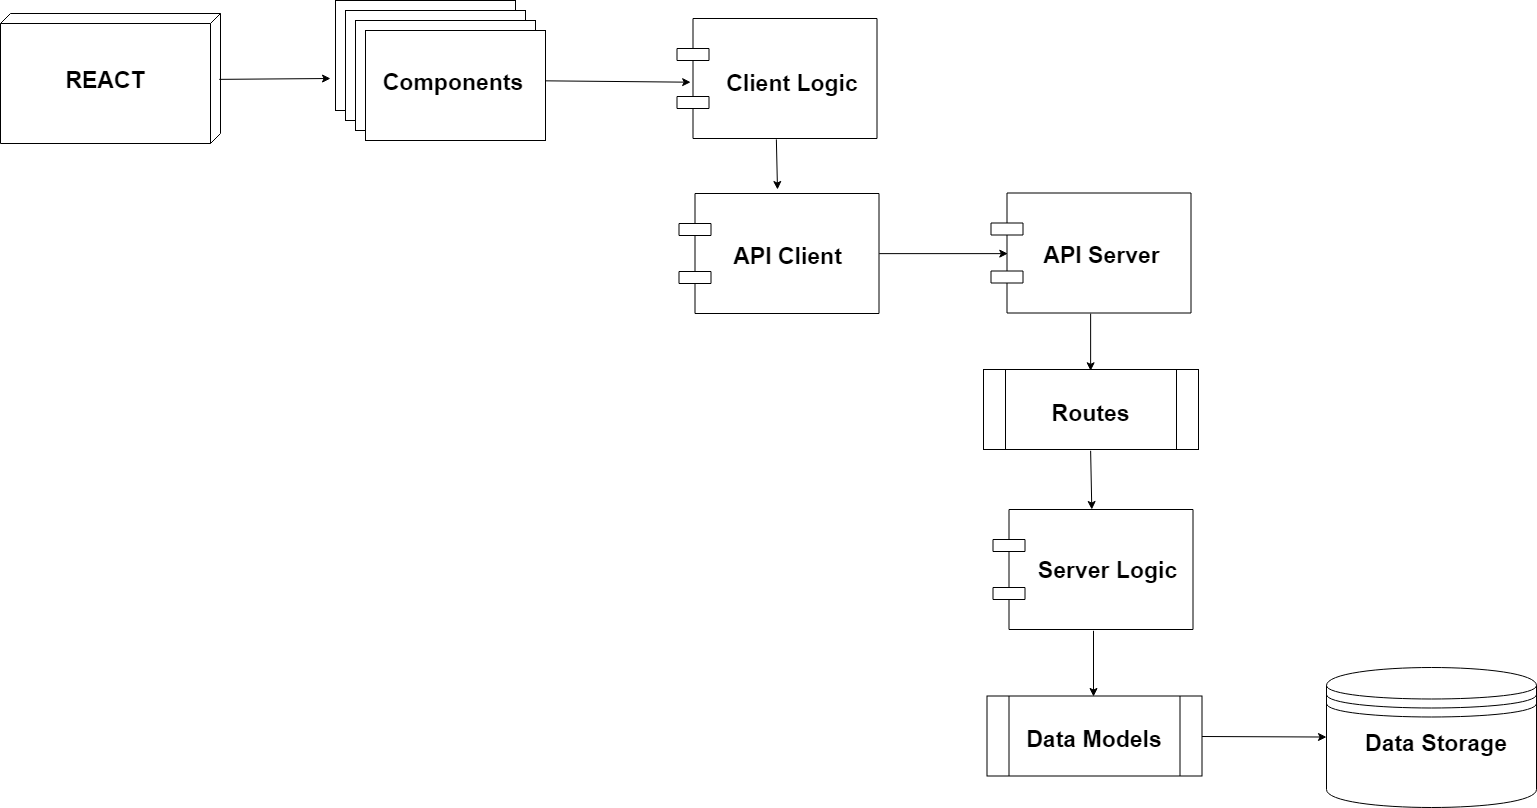 REACT
Components
Client Logic
API Client
API Server
Routes
Server Logic
Data Models
Data Storage